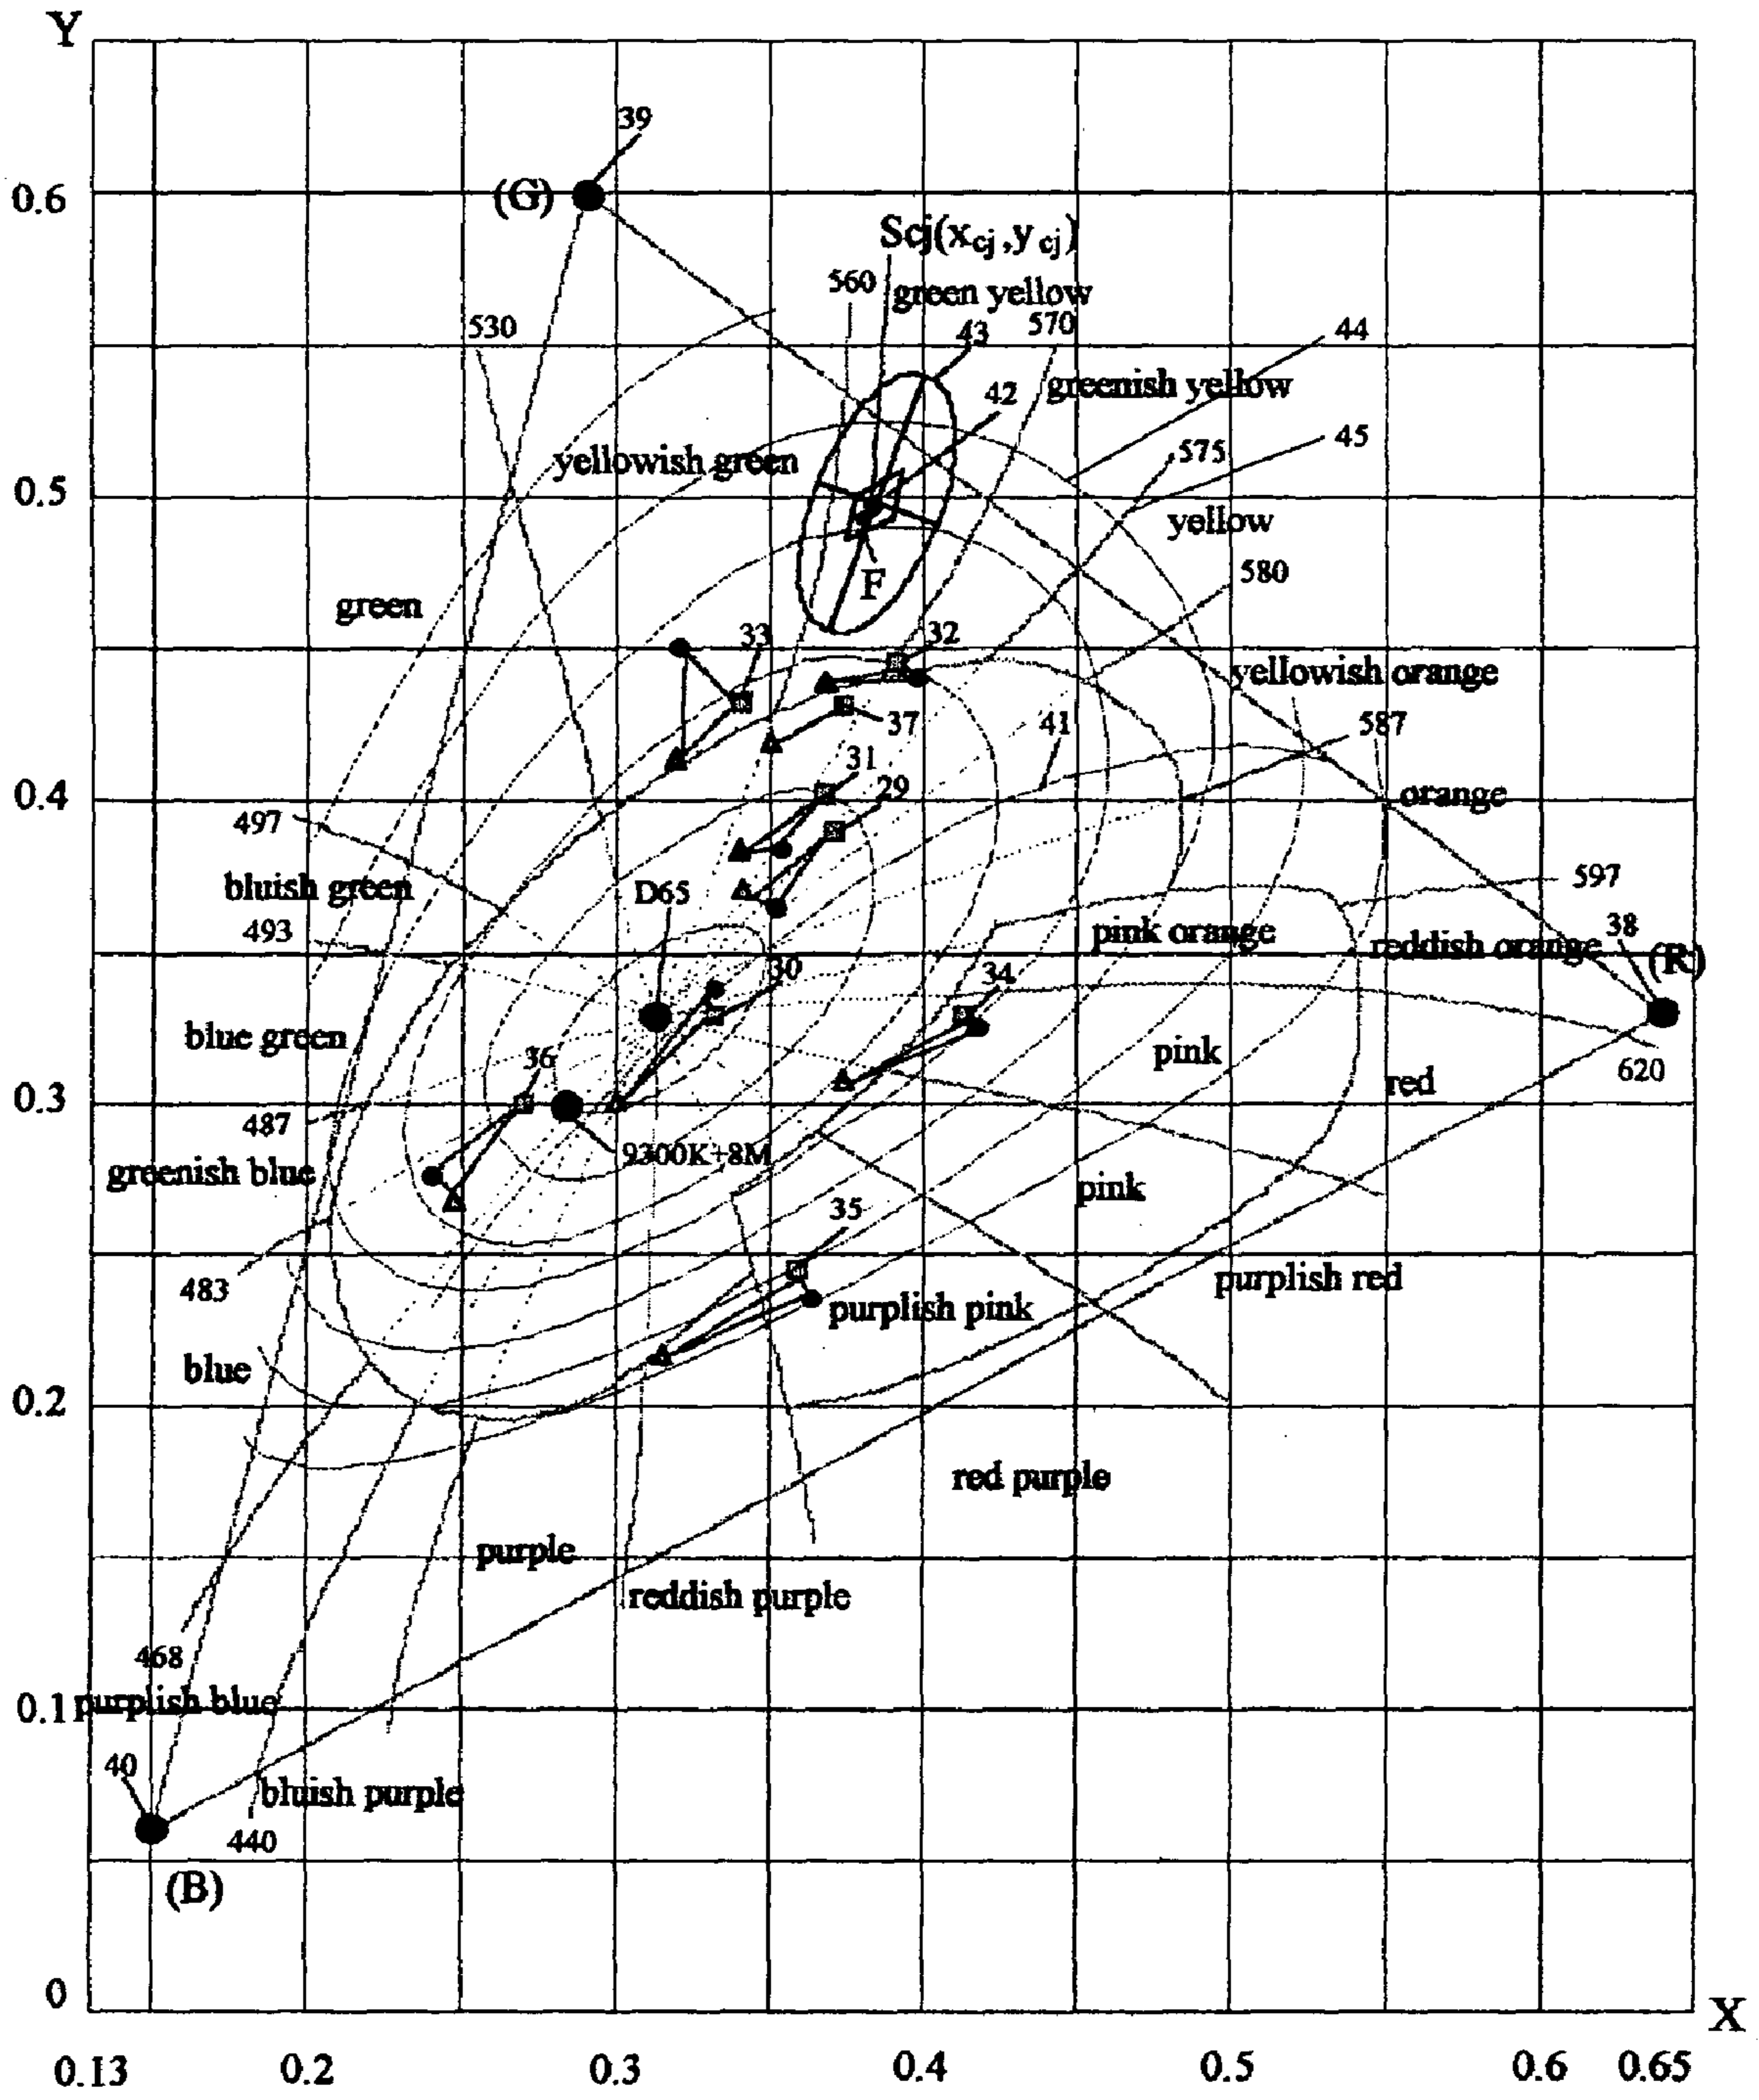 Y
39
0.6
(G)
Scj(xcj,ycj)
560
green yellow
530
43
570
44
greenish yellow
42
45
yellowish green
575
0.5
yellow
580
F
green
33
32
yellowish orange
37
41
587
31
0.4
29
orange
497
bluish green
D65
597
493
pink orange
reddish orange
38
(R)
30
34
blue green
36
pink
red
620
0.3
487
9300K+8M
greenish blue
pink
35
483
purplish red
purplish pink
blue
0.2
red purple
purple
reddish purple
468
0.1
purplish blue
40
bluish purple
440
(B)
0
X
0.13
0.2
0.3
0.4
0.5
0.6
0.65